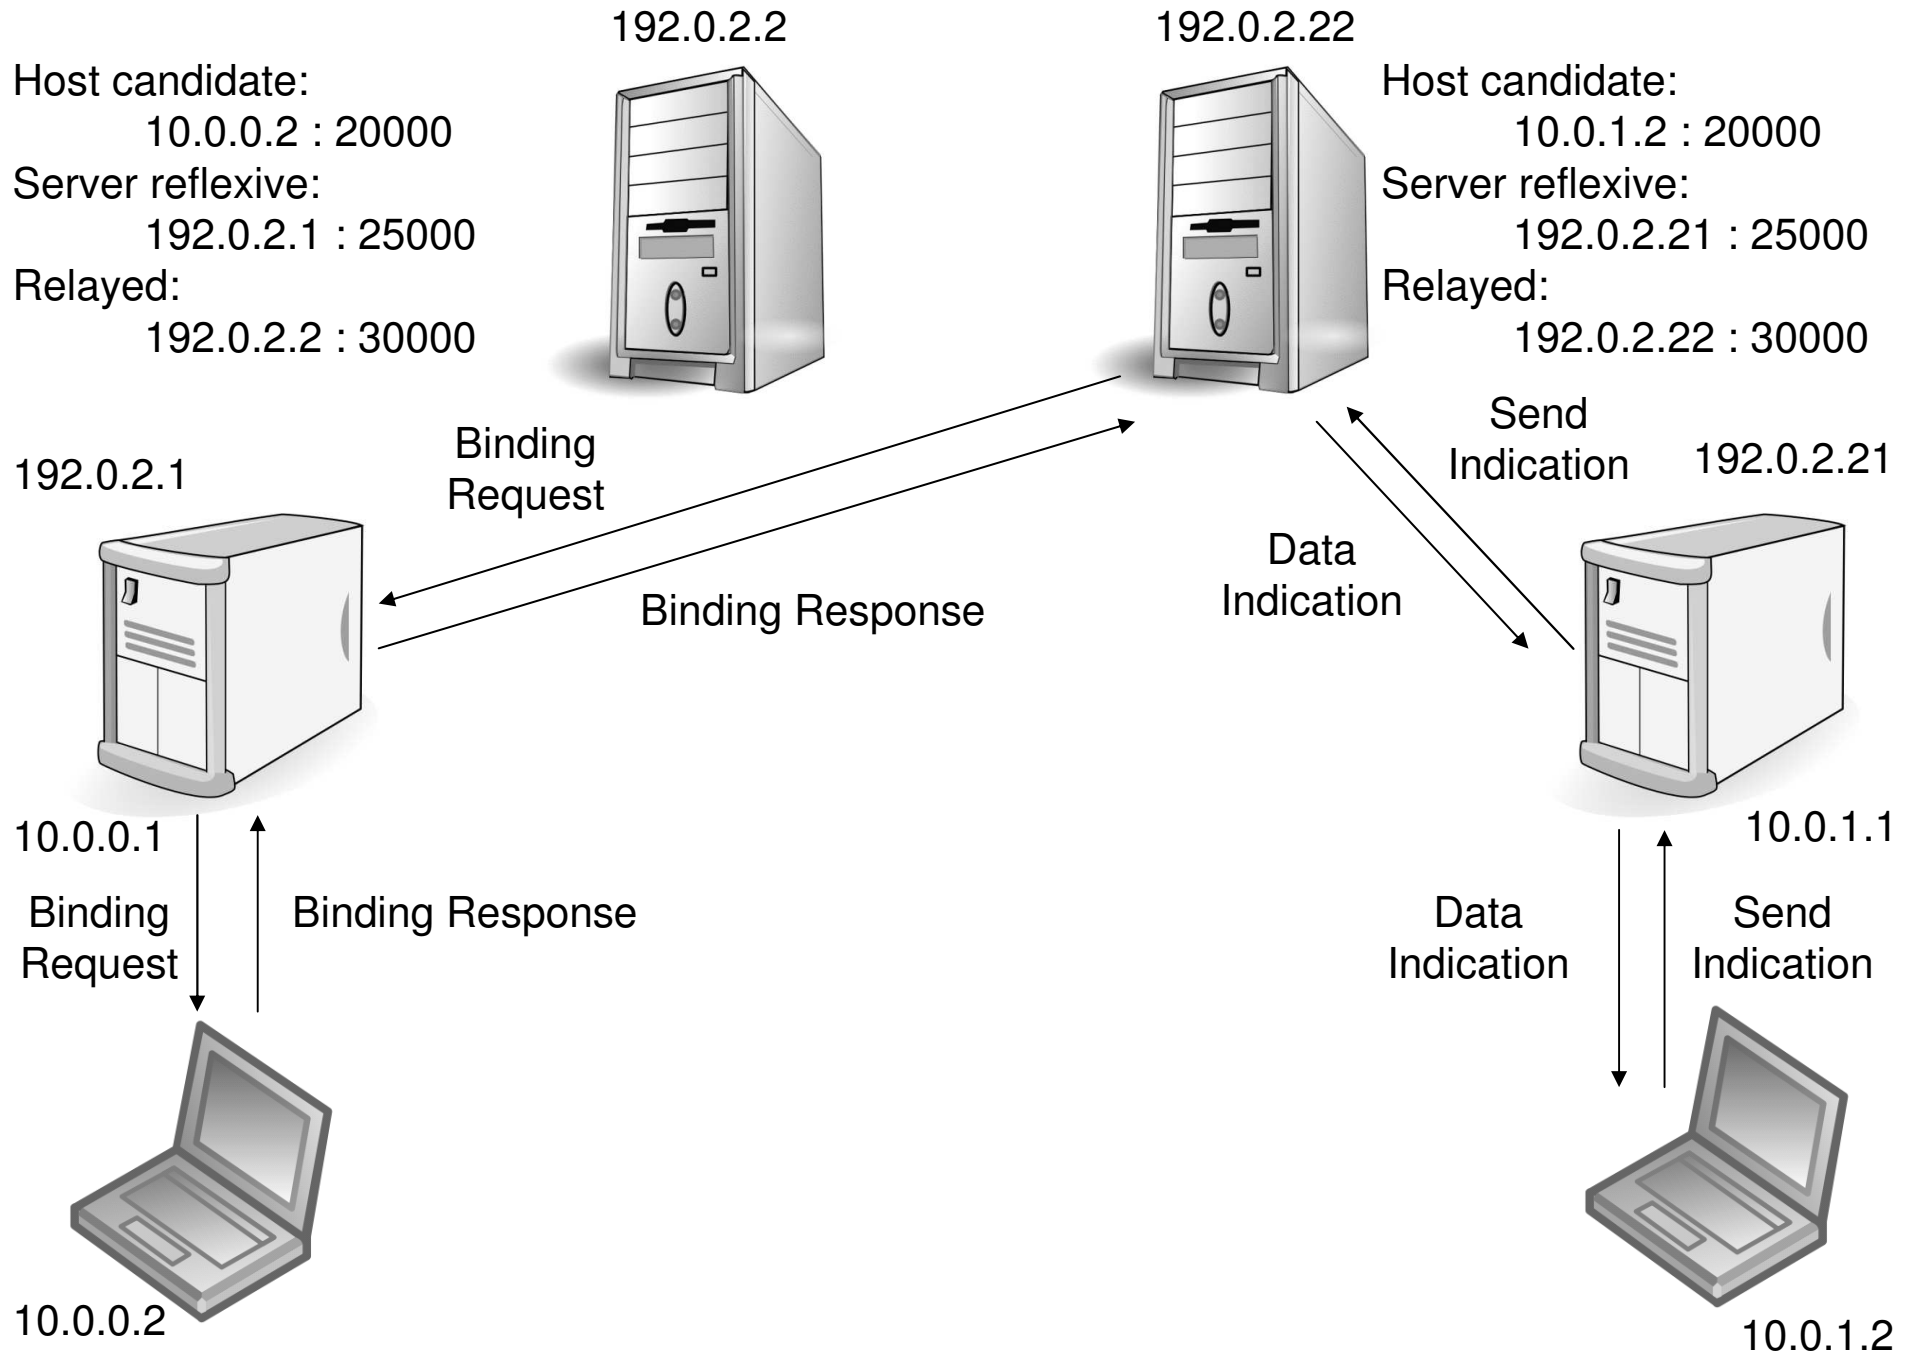 192.0.2.2
192.0.2.22
Host candidate:
10.0.0.2 : 20000
Server reflexive:
192.0.2.1 : 25000
Relayed:
192.0.2.2 : 30000
Host candidate:
10.0.1.2 : 20000
Server reflexive:
192.0.2.21 : 25000
Relayed:
192.0.2.22 : 30000
192.0.2.1
Binding
Request
Binding Response
Send
Indication
192.0.2.21
Data
Indication
10.0.0.1
Binding
Request
Binding Response
10.0.1.1
Data
Indication
Send
Indication
10.0.0.2
10.0.1.2